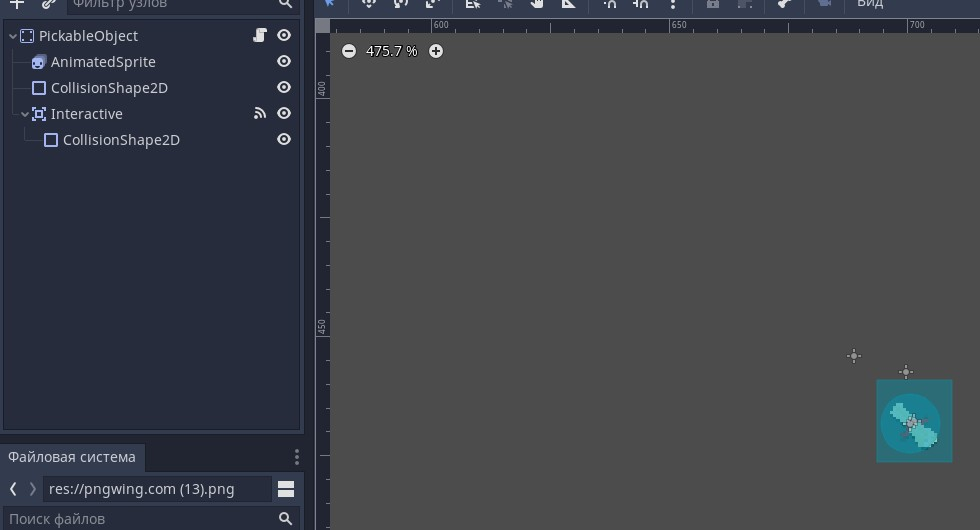 Фильтр узлов
Вид
600
650
700
PickableObject
475.7 %
AnimatedSprite
CollisionShape2D
400
Interactive
CollisionShape2D
450
Файловая система
res://pngwing.com (13).png
Поиск файлов